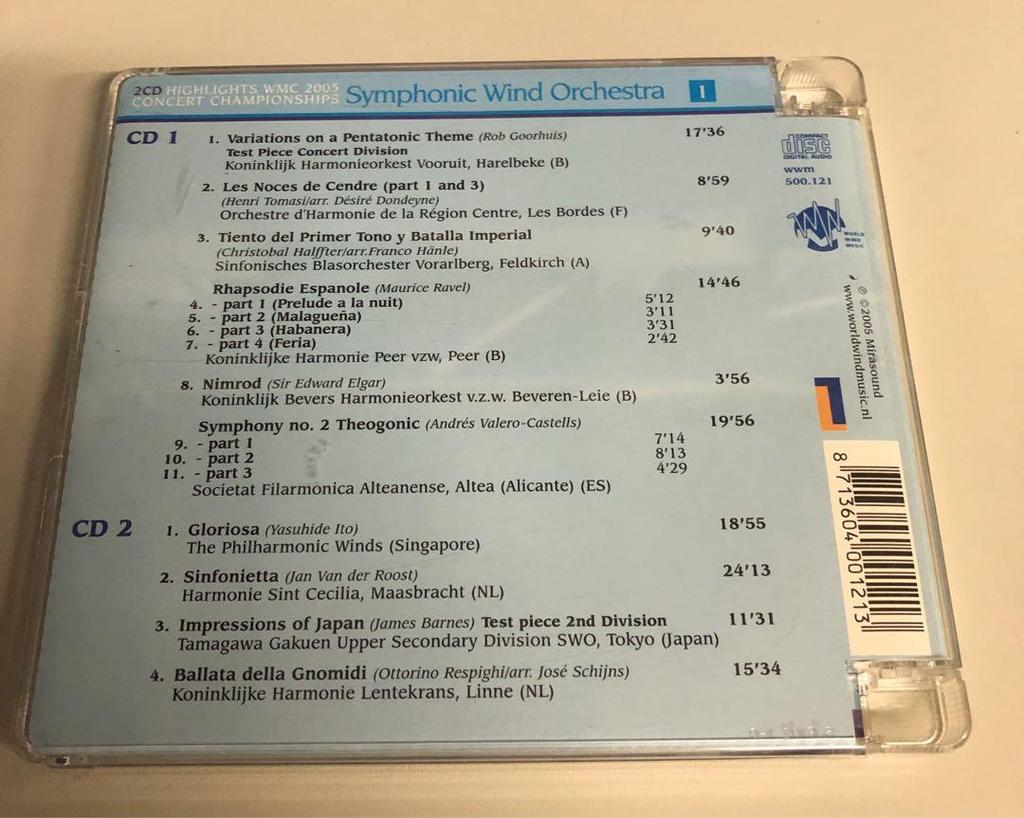 2CD HIGHLIGHTS WMC 2005
CONCERT CHAMPIONSHIPS
Symphonic Wind Orchestra 1
CD 1
1. Variations on a Pentatonic Theme (Rob Goorhuis) 17'36
Test Piece Concert Division
Koninklijk Harmonieorkest Vooruit, Harelbeke (B)
2. Les Noces de Cendre (part 1 and 3) 8'59
(Henri Tomasi/arr. Désiré Dondeyne)
Orchestre d'Harmonie de la Région Centre, Les Bordes (F)
3. Tiento del Primer Tono y Batalla Imperial 9'40
(Christobal Halffter/arr.Franco Hänle)
Sinfonisches Blasorchester Vorarlberg, Feldkirch (A)
Rhapsodie Espanole (Maurice Ravel) 14'46
4. - part 1 (Prelude a la nuit) 5'12
5. - part 2 (Malagueña) 3'11
6. - part 3 (Habanera) 3'31
7. - part 4 (Feria) 2'42
Koninklijke Harmonie Peer vzw, Peer (B)
8. Nimrod (Sir Edward Elgar) 3'56
Koninklijk Bevers Harmonieorkest v.z.w. Beveren-Leie (B)
Symphony no. 2 Theogonic (Andrés Valero-Castells) 19'56
9. - part 1 7'14
10. - part 2 8'13
11. - part 3 4'29
Societat Filarmonica Alteanense, Altea (Alicante) (ES)
CD 2
1. Gloriosa (Yasuhide Ito) 18'55
The Philharmonic Winds (Singapore)
2. Sinfonietta (Jan Van der Roost) 24'13
Harmonie Sint Cecilia, Maasbracht (NL)
3. Impressions of Japan (James Barnes) Test piece 2nd Division 11'31
Tamagawa Gakuen Upper Secondary Division SWO, Tokyo (Japan)
4. Ballata della Gnomidi (Ottorino Respighi/arr. José Schijns) 15'34
Koninklijke Harmonie Lentekrans, Linne (NL)
COMPACT
disc
DIGITAL AUDIO
wwm
500.121
WORLD
WIND
MUSIC
℗ ©2005 Mirasound
www.worldwindmusic.nl
8 713604 001213